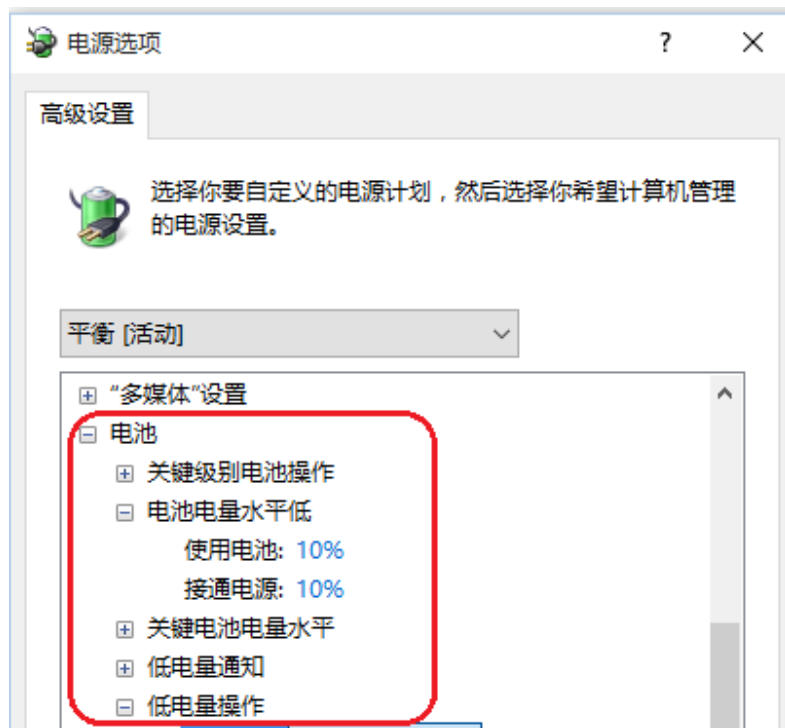 电源选项
?
高级设置
选择你要自定义的电源计划，然后选择你希望计算机管理
的电源设置。
平衡 [活动]
“多媒体”设置
电池
关键级别电池操作
电池电量水平低
使用电池: 10%
接通电源: 10%
关键电池电量水平
低电量通知
低电量操作